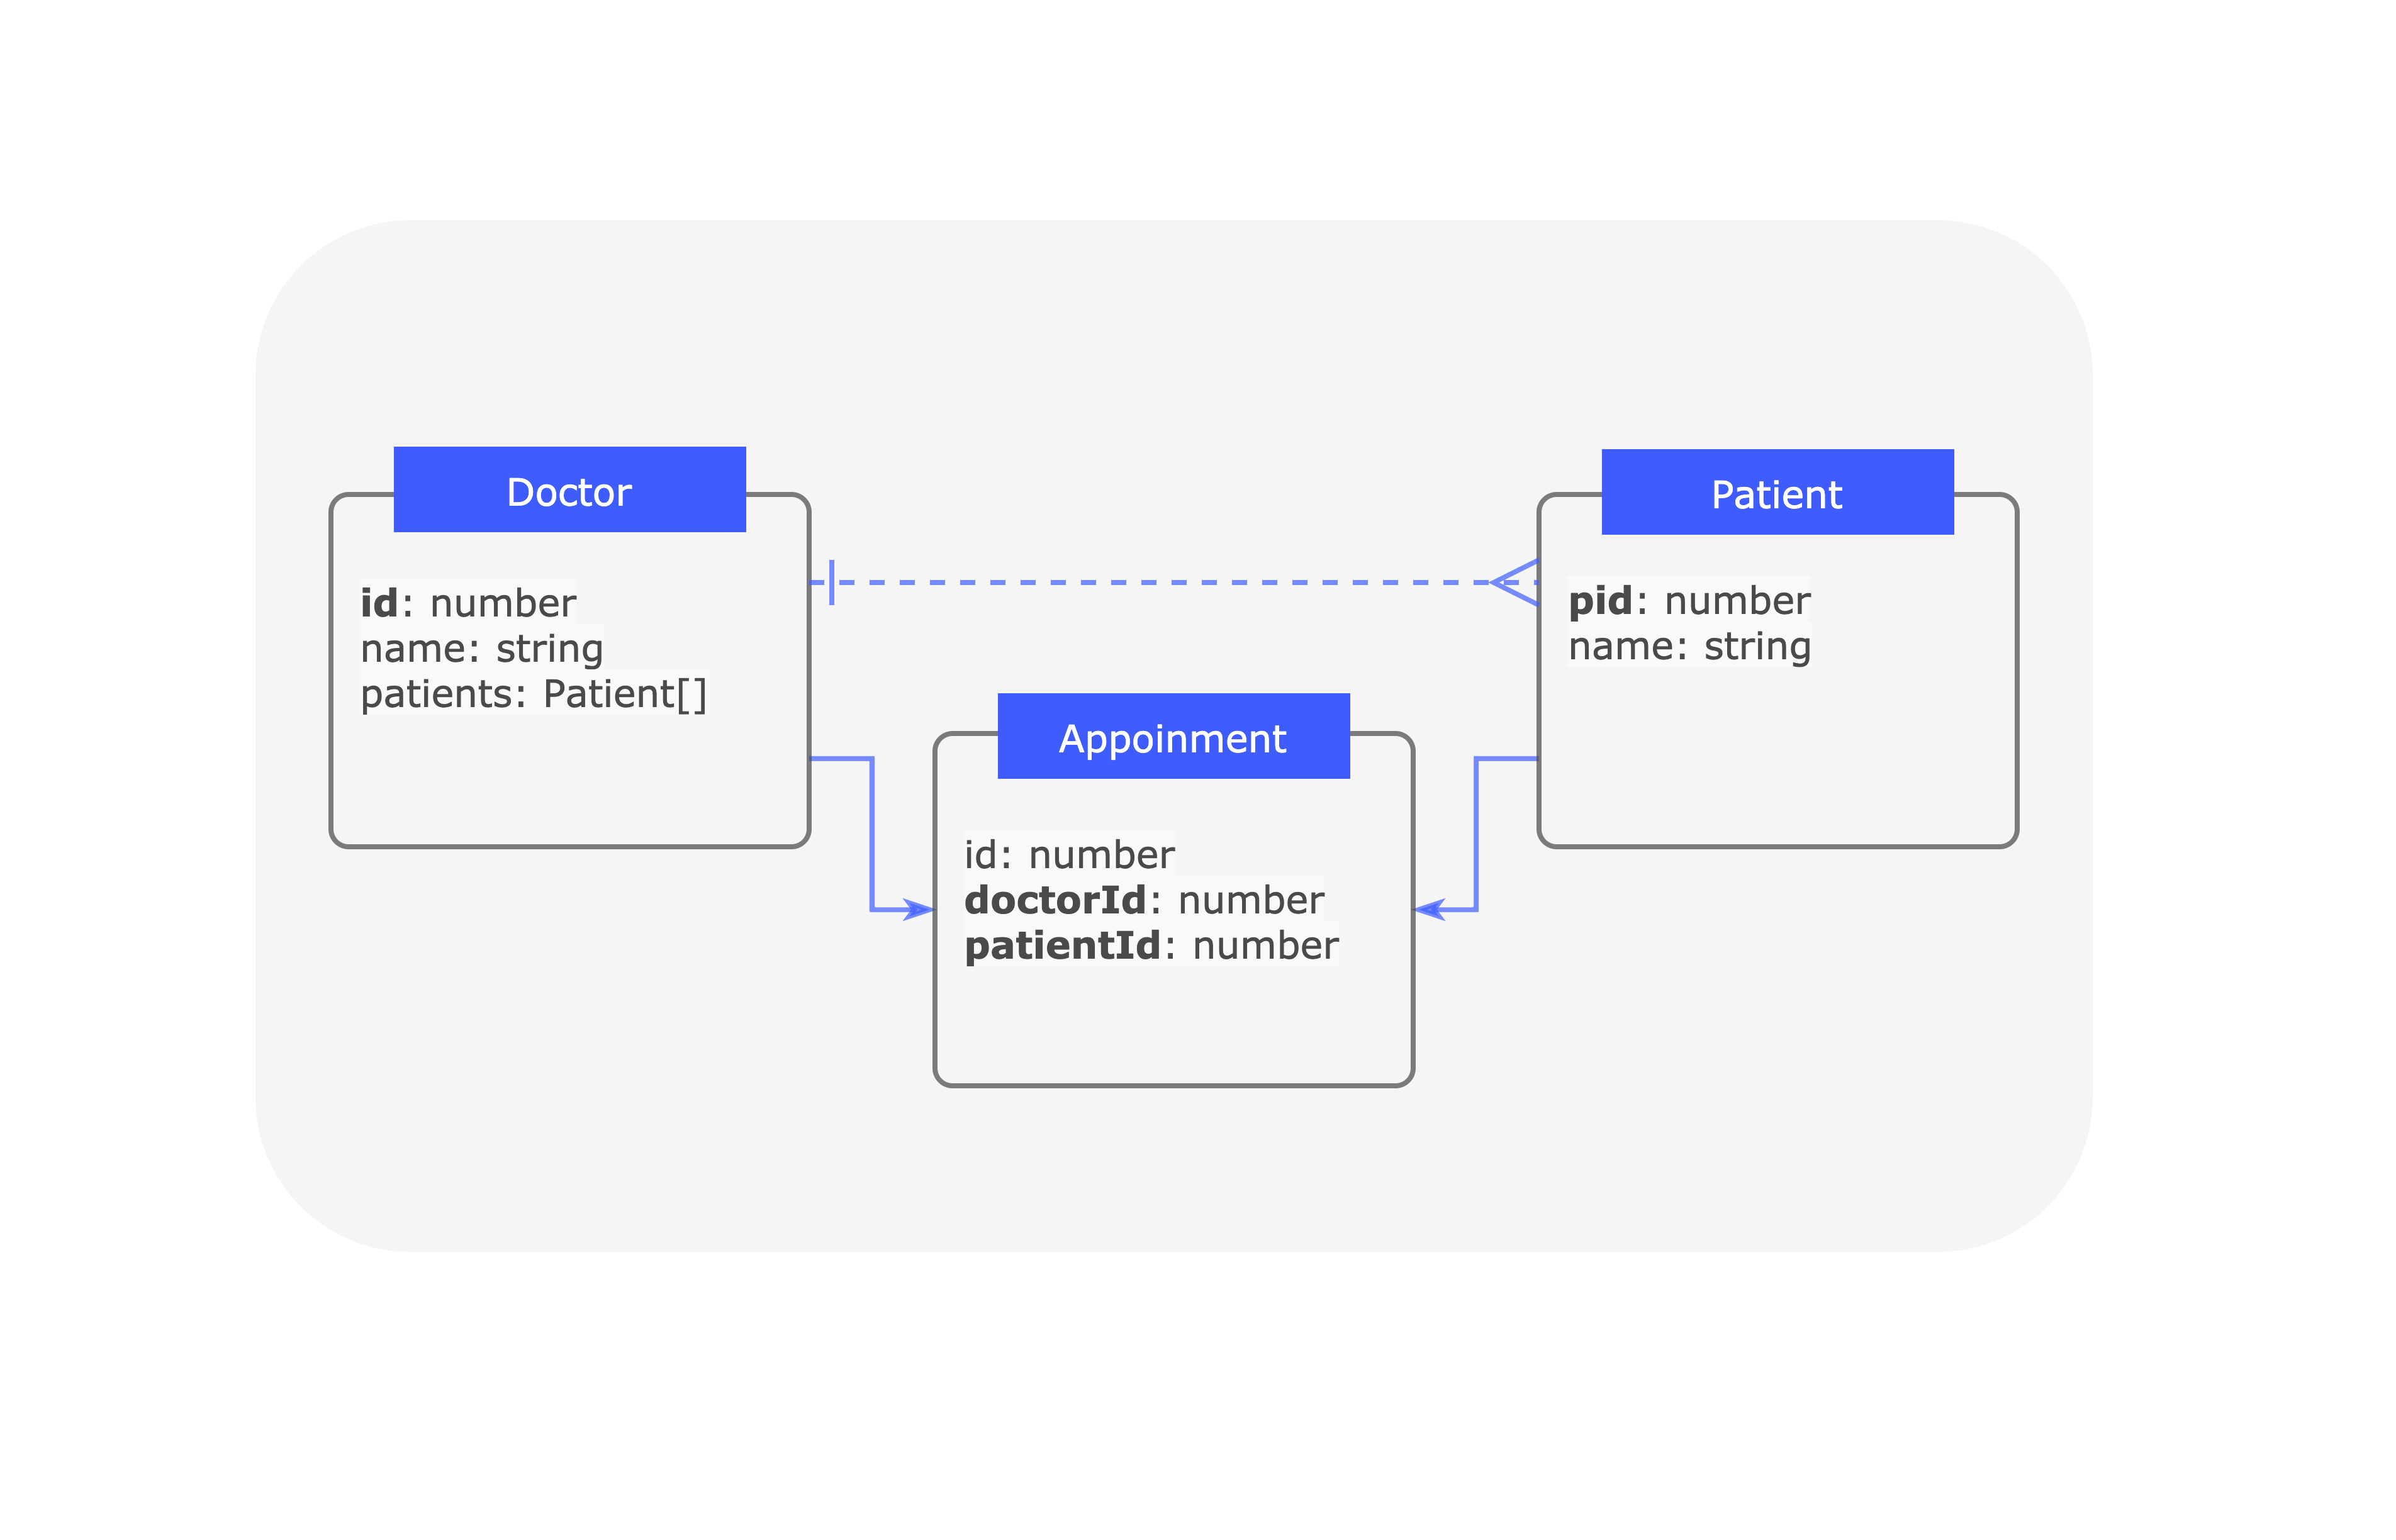 Doctor
id: number
name: string
patients: Patient[]
Patient
pid: number
name: string
Appoinment
id: number
doctorId: number
patientId: number